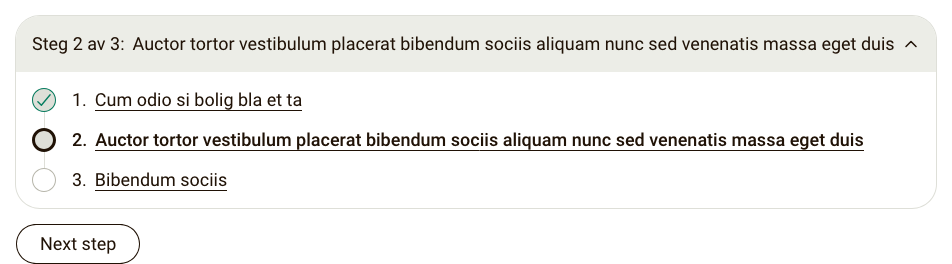 Steg 2 av 3: Auctor tortor vestibulum placerat bibendum sociis aliquam nunc sed venenatis massa eget duis
1. Cum odio si bolig bla et ta
2. Auctor tortor vestibulum placerat bibendum sociis aliquam nunc sed venenatis massa eget duis
3. Bibendum sociis
Next step